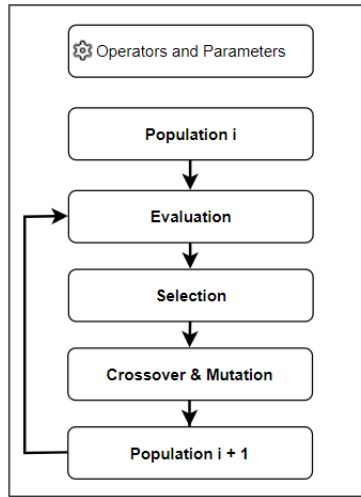 Operators and Parameters
Population i
Evaluation
Selection
Crossover & Mutation
Population i + 1